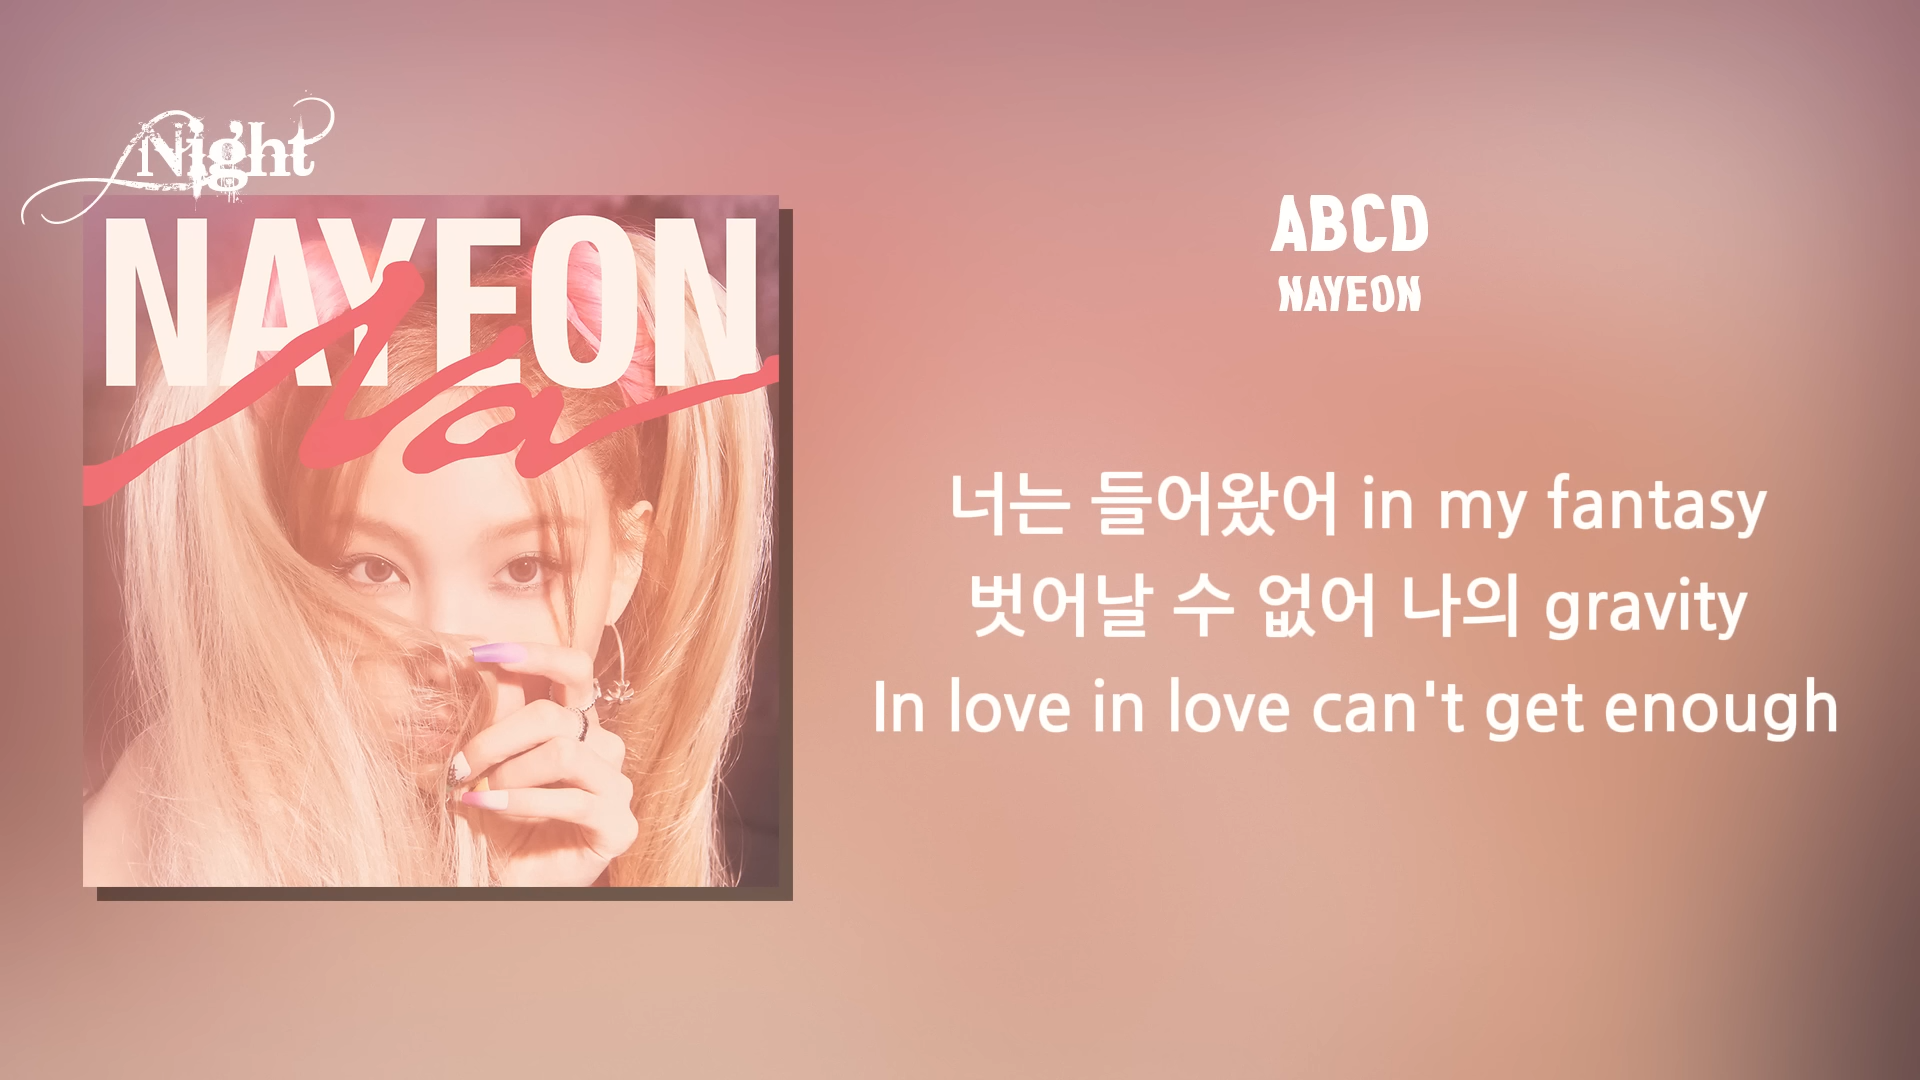 Night
NAYEON
Na
ABCD
NAYEON
너는 들어왔어 in my fantasy
벗어날 수 없어 나의 gravity
In love in love can't get enough